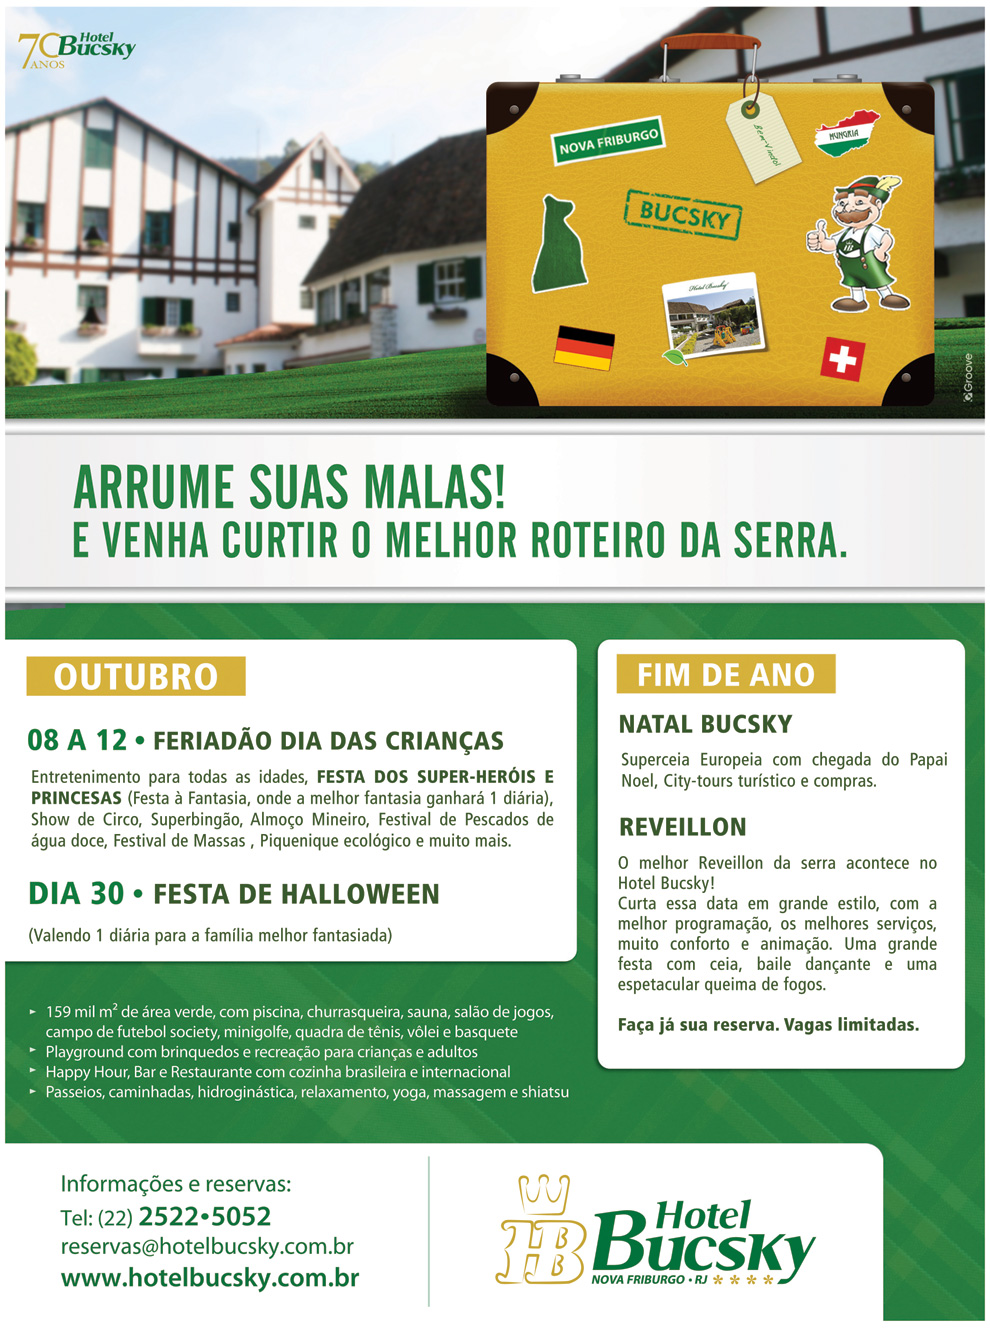 70 ANOS Hotel Bucsky
NOVA FRIBURGO
Bem-Vindo!
HUNGRIA
BUCSKY
HB
Hotel Bucsky
Groove
ARRUME SUAS MALAS!
E VENHA CURTIR O MELHOR ROTEIRO DA SERRA.
OUTUBRO
08 A 12 • FERIADÃO DIA DAS CRIANÇAS
Entretenimento para todas as idades, FESTA DOS SUPER-HERÓIS E
PRINCESAS (Festa à Fantasia, onde a melhor fantasia ganhará 1 diária),
Show de Circo, Superbingão, Almoço Mineiro, Festival de Pescados de
água doce, Festival de Massas , Piquenique ecológico e muito mais.
DIA 30 • FESTA DE HALLOWEEN
(Valendo 1 diária para a família melhor fantasiada)
FIM DE ANO
NATAL BUCSKY
Superceia Europeia com chegada do Papai
Noel, City-tours turístico e compras.
REVEILLON
O melhor Reveillon da serra acontece no
Hotel Bucsky!
Curta essa data em grande estilo, com a
melhor programação, os melhores serviços,
muito conforto e animação. Uma grande
festa com ceia, baile dançante e uma
espetacular queima de fogos.
Faça já sua reserva. Vagas limitadas.
► 159 mil m² de área verde, com piscina, churrasqueira, sauna, salão de jogos,
campo de futebol society, minigolfe, quadra de tênis, vôlei e basquete
► Playground com brinquedos e recreação para crianças e adultos
► Happy Hour, Bar e Restaurante com cozinha brasileira e internacional
► Passeios, caminhadas, hidroginástica, relaxamento, yoga, massagem e shiatsu
Informações e reservas:
Tel: (22) 2522•5052
reservas@hotelbucsky.com.br
www.hotelbucsky.com.br
HB Hotel
Bucsky
NOVA FRIBURGO • RJ ★★★★